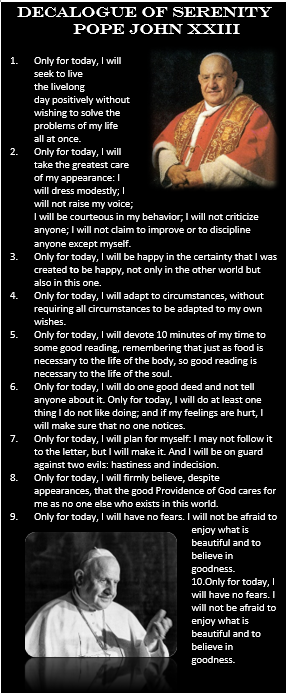 DECALOGUE OF SERENITY
POPE JOHN XXIII
1. Only for today, I will
seek to live
the livelong
day positively without
wishing to solve the
problems of my life
all at once.
2. Only for today, I will
take the greatest care
of my appearance: I
will dress modestly; I
will not raise my voice;
I will be courteous in my behavior; I will not criticize
anyone; I will not claim to improve or to discipline
anyone except myself.
3. Only for today, I will be happy in the certainty that I was
created to be happy, not only in the other world but
also in this one.
4. Only for today, I will adapt to circumstances, without
requiring all circumstances to be adapted to my own
wishes.
5. Only for today, I will devote 10 minutes of my time to
some good reading, remembering that just as food is
necessary to the life of the body, so good reading is
necessary to the life of the soul.
6. Only for today, I will do one good deed and not tell
anyone about it. Only for today, I will do at least one
thing I do not like doing; and if my feelings are hurt, I
will make sure that no one notices.
7. Only for today, I will plan for myself: I may not follow it
to the letter, but I will make it. And I will be on guard
against two evils: hastiness and indecision.
8. Only for today, I will firmly believe, despite
appearances, that the good Providence of God cares for
me as no one else who exists in this world.
9. Only for today, I will have no fears. I will not be afraid to
enjoy what is
beautiful and to
believe in
goodness.
10.Only for today, I
will have no fears. I
will not be afraid to
enjoy what is
beautiful and to
believe in
goodness.